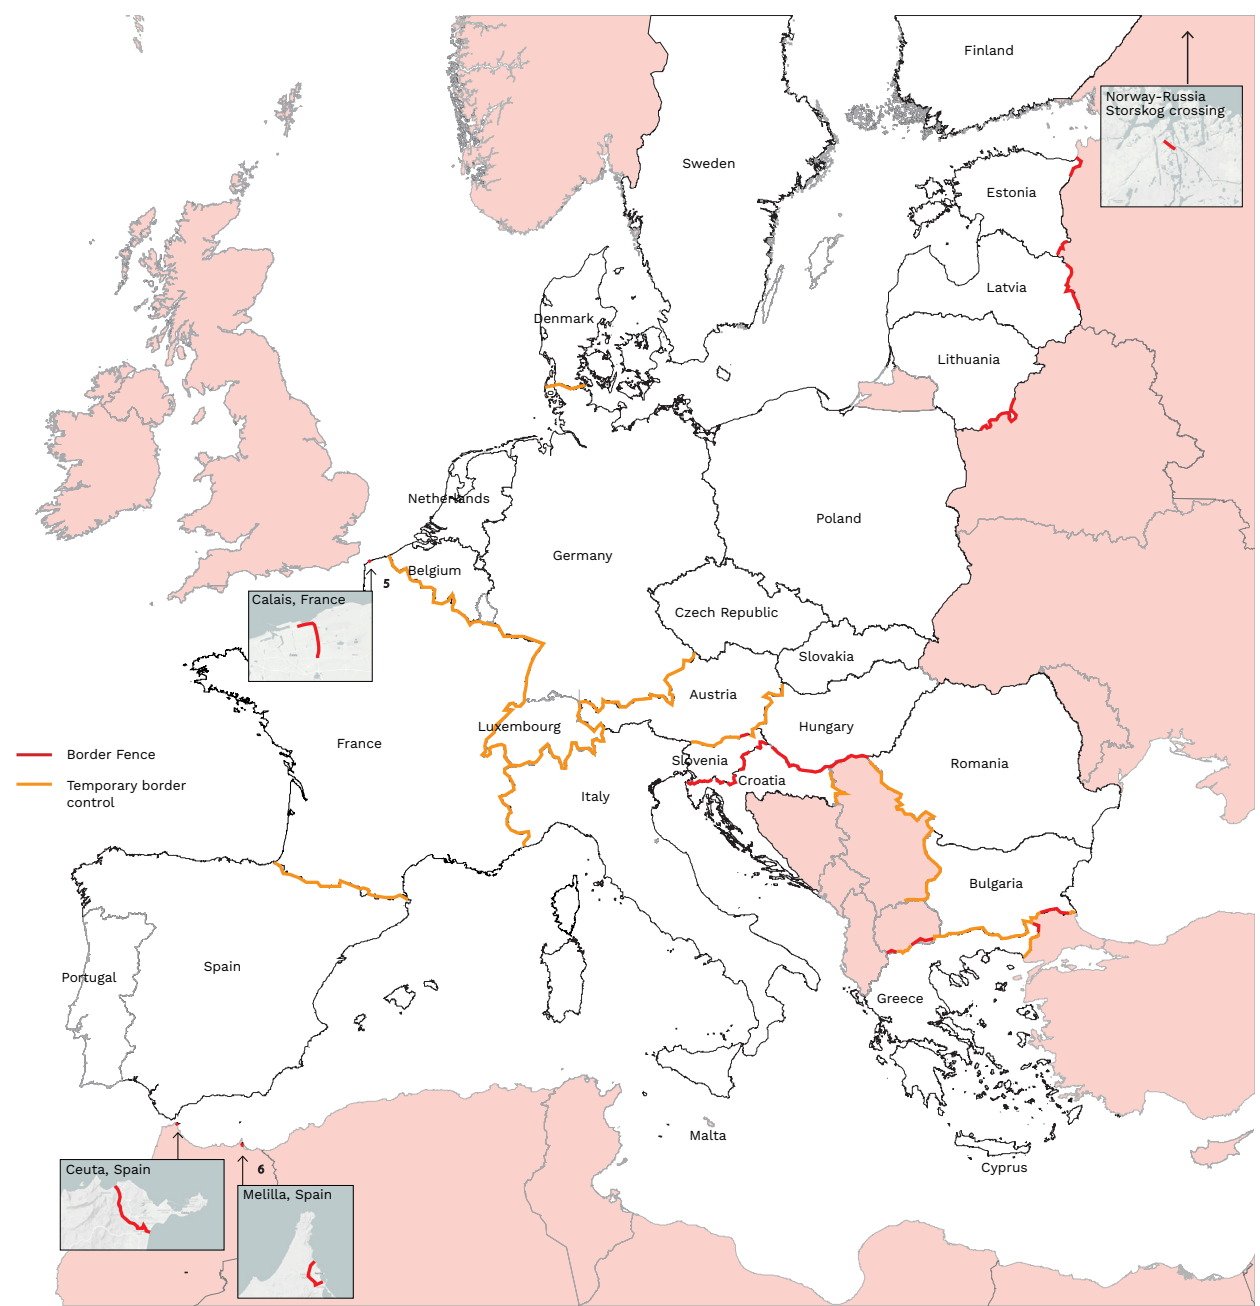 Finland
Norway-Russia
Storskog crossing
Sweden
Estonia
Latvia
Denmark
Lithuania
Netherlands
Poland
Germany
Belgium
5
Calais, France
Czech Republic
Slovakia
Austria
Luxembourg
Hungary
France
Border Fence
Slovenia
Romania
Croatia
Temporary border
control
Italy
Bulgaria
Spain
Portugal
Greece
Malta
Cyprus
Ceuta, Spain
6
Melilla, Spain